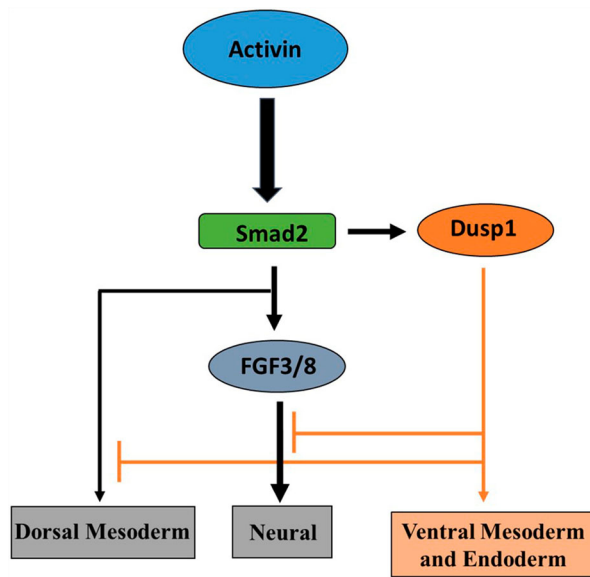 Activin
Smad2
Dusp1
FGF3/8
Dorsal Mesoderm
Neural
Ventral Mesoderm
and Endoderm